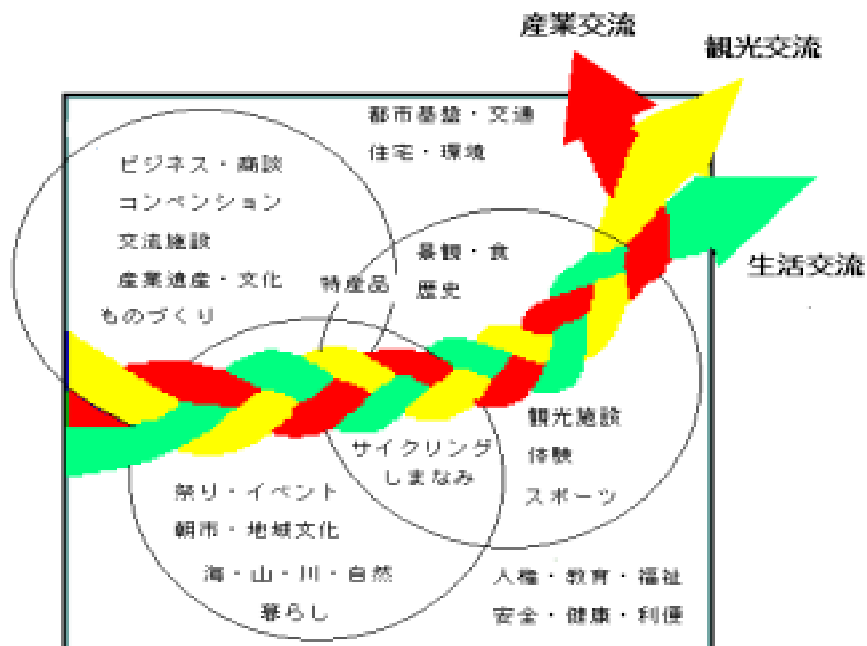 産業交流
観光交流
都市基盤・交通
住宅・環境
ビジネス・商談
コンベンション
交流施設
産業遺産・文化
ものづくり
特産品
景観・食
歴史
生活交流
観光施設
体験
スポーツ
サイクリング
しまなみ
祭り・イベント
朝市・地域文化
海・山・川・自然
暮らし
人権・教育・福祉
安全・健康・利便